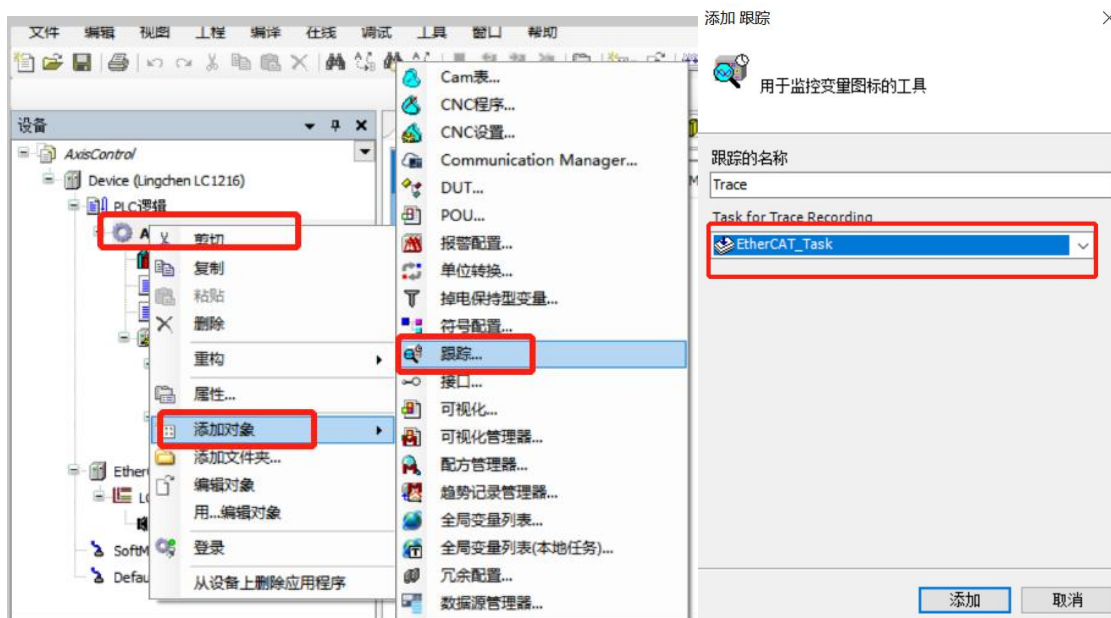 文件 编辑 视图 工程 编译 在线 调试 工具 窗口 帮助
设备
AxisControl
Device (Lingchen LC1216)
PLC逻辑
A
Ether
LC
SoftM
Defau
剪切
复制
粘贴
删除
重构
属性...
添加对象
添加文件夹...
编辑对象
用...编辑对象
登录
从设备上删除应用程序
Cam表...
CNC程序...
CNC设置...
Communication Manager...
DUT...
POU...
报警配置...
单位转换...
掉电保持型变量...
符号配置...
跟踪...
接口...
可视化...
可视化管理器...
配方管理器...
趋势记录管理器...
全局变量列表...
全局变量列表(本地任务)...
冗余配置...
数据源管理器...
添加 跟踪
用于监控变量图标的工具
跟踪的名称
Trace
Task for Trace Recording
EtherCAT_Task
添加
取消